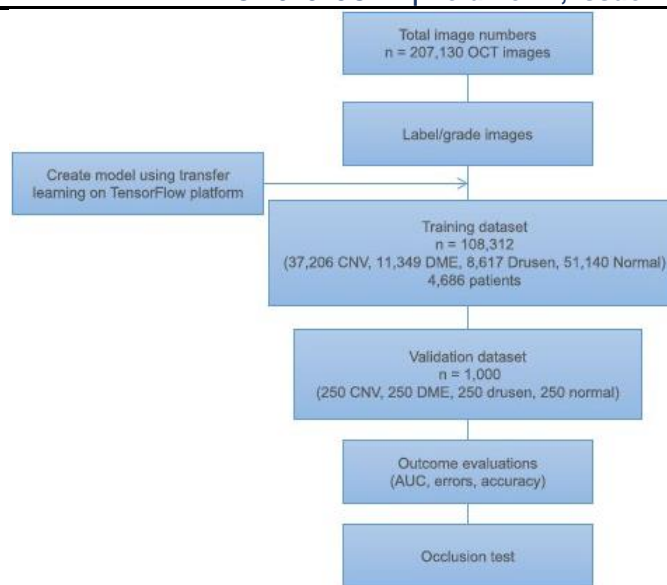 Total image numbers
n = 207,130 OCT images
Label/grade images
Create model using transfer
learning on TensorFlow platform
Training dataset
n = 108,312
(37,206 CNV, 11,349 DME, 8,617 Drusen, 51,140 Normal)
4,686 patients
Validation dataset
n = 1,000
(250 CNV, 250 DME, 250 drusen, 250 normal)
Outcome evaluations
(AUC, errors, accuracy)
Occlusion test